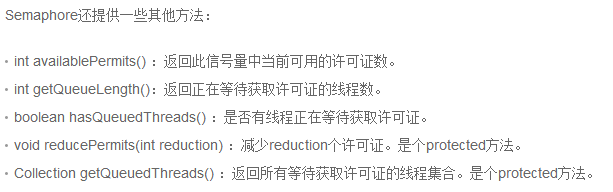 Semaphore还提供一些其他方法：
• int availablePermits() ：返回此信号量中当前可用的许可证数。
• int getQueueLength()：返回正在等待获取许可证的线程数。
• boolean hasQueuedThreads() ：是否有线程正在等待获取许可证。
• void reducePermits(int reduction) ：减少reduction个许可证。是个protected方法。
• Collection getQueuedThreads() ：返回所有等待获取许可证的线程集合。是个protected方法。